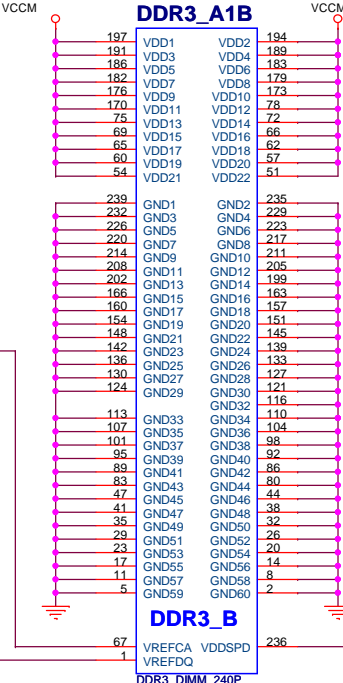 VCCM DDR3_A1B VCCM
197 VDD1 VDD2 194
191 VDD3 VDD4 189
186 VDD5 VDD6 183
182 VDD7 VDD8 179
176 VDD9 VDD10 173
170 VDD11 VDD12 78
75 VDD13 VDD14 72
69 VDD15 VDD16 66
65 VDD17 VDD18 62
60 VDD19 VDD20 57
54 VDD21 VDD22 51
239 GND1 GND2 235
232 GND3 GND4 229
226 GND5 GND6 223
220 GND7 GND8 217
214 GND9 GND10 211
208 GND11 GND12 205
202 GND13 GND14 199
166 GND15 GND16 163
160 GND17 GND18 157
154 GND19 GND20 151
148 GND21 GND22 145
142 GND23 GND24 139
136 GND25 GND26 133
130 GND27 GND28 127
124 GND29 GND30 121
GND32 116
113 GND33 GND34 110
107 GND35 GND36 104
101 GND37 GND38 98
95 GND39 GND40 92
89 GND41 GND42 86
83 GND43 GND44 80
47 GND45 GND46 44
41 GND47 GND48 38
35 GND49 GND50 32
29 GND51 GND52 26
23 GND53 GND54 20
17 GND55 GND56 14
11 GND57 GND58 8
5 GND59 GND60 2
DDR3_B
67 VREFCA VDDSPD 236
1 VREFDQ
DDR3_DIMM_240P